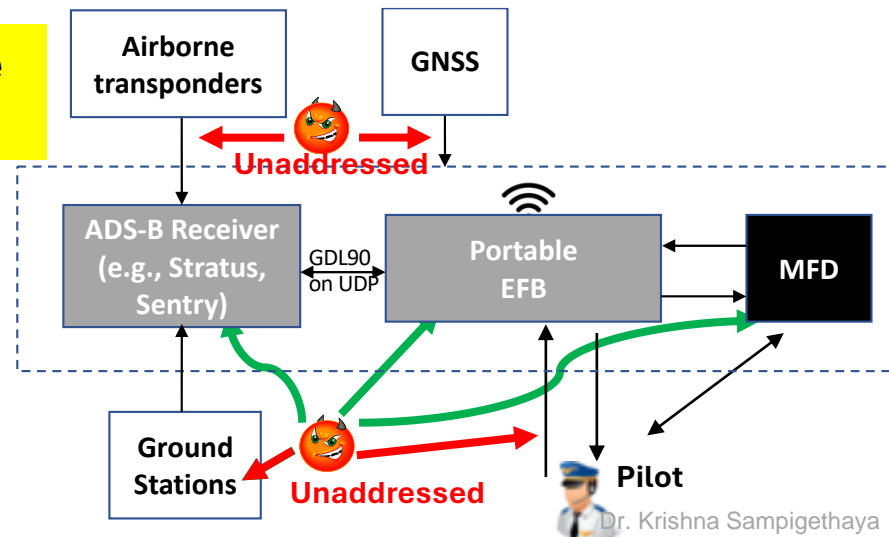 e
Airborne
transponders
GNSS
Unaddressed
ADS-B Receiver
(e.g., Stratus,
Sentry)
GDL90
on UDP
Portable
EFB
MFD
Ground
Stations
Unaddressed
Pilot
Dr. Krishna Sampigethaya